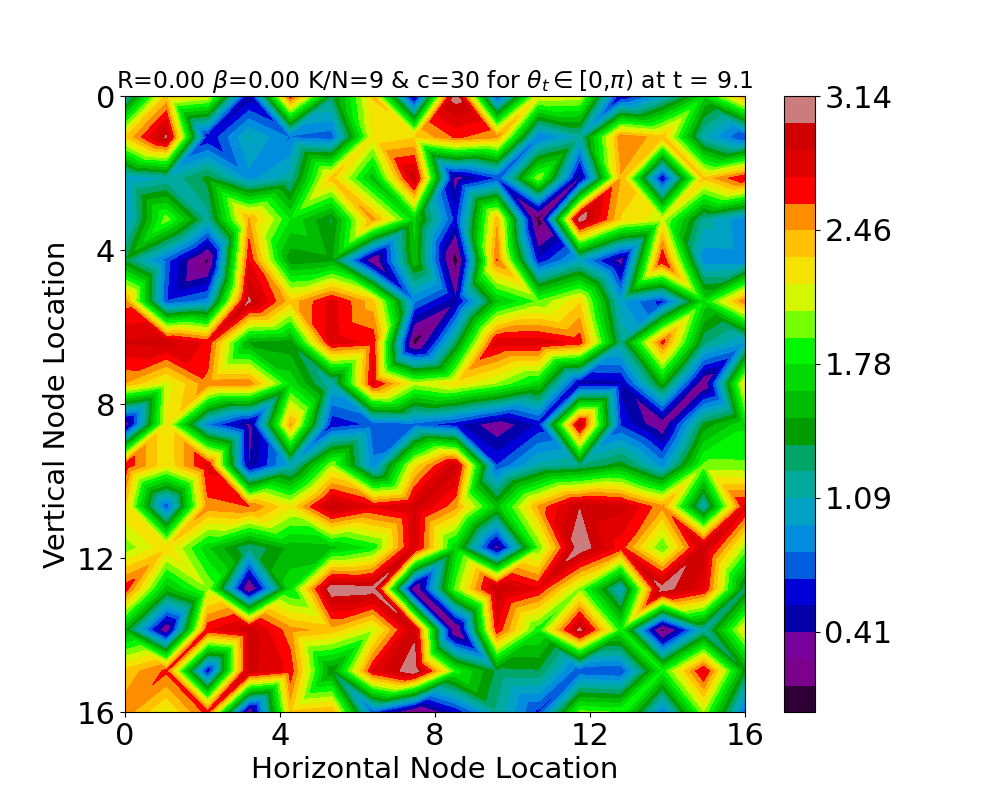 R=0.00 β=0.00 K/N=9 & c=30 for θₜ ∈ [0,π) at t = 9.1
0
4
8
12
16
Vertical Node Location
0 4 8 12 16
Horizontal Node Location
3.14
2.46
1.78
1.09
0.41